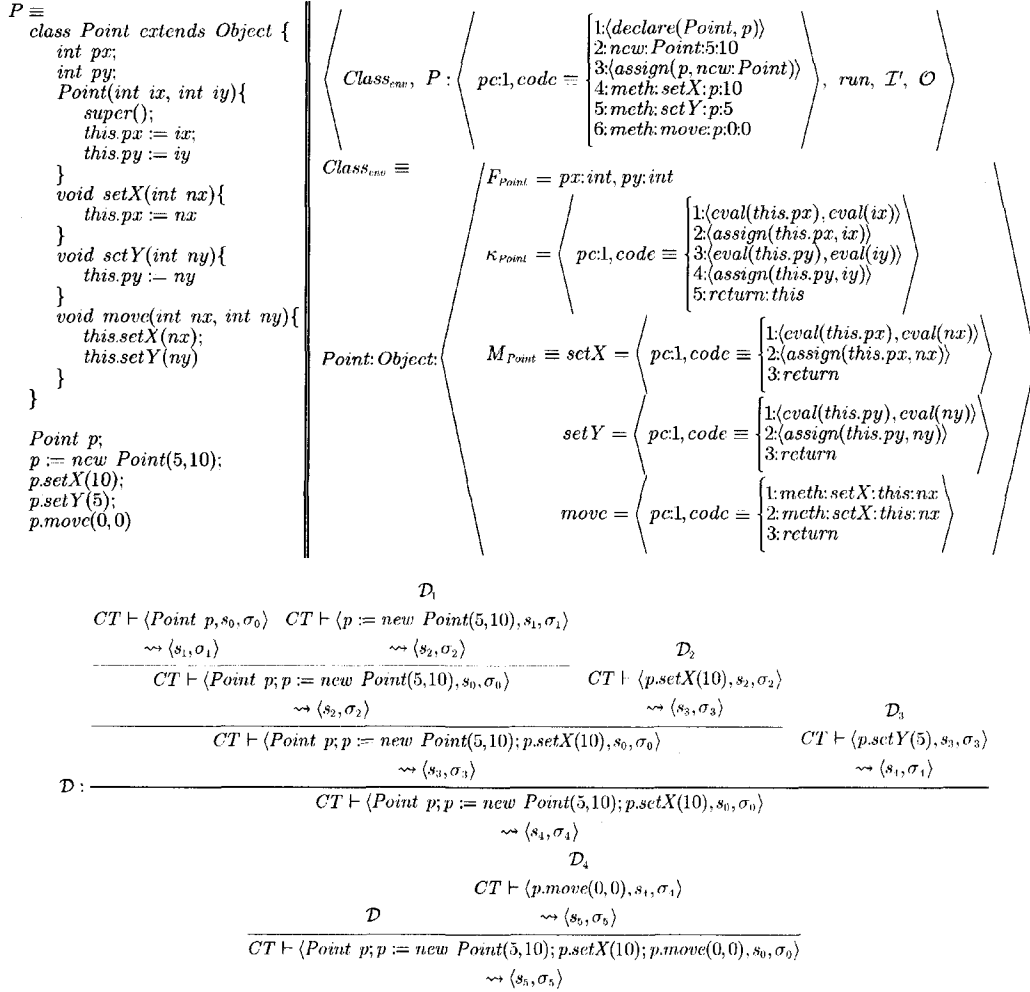 P ≡
class Point extends Object {
int px;
int py;
Point(int ix, int iy){
super();
this.px := ix;
this.py := iy
}
void setX(int nx){
this.px := nx
}
void setY(int ny){
this.py := ny
}
void move(int nx, int ny){
this.setX(nx);
this.setY(ny)
}
}
Point p;
p := new Point(5,10);
p.setX(10);
p.setY(5);
p.move(0,0)
⟨ Class_env, P : ⟨ pc:1, code ≡ {
1:⟨declare(Point, p)⟩
2:new:Point:5:10
3:⟨assign(p, new:Point)⟩
4:meth:setX:p:10
5:meth:setY:p:5
6:meth:move:p:0:0
⟩, run, I′, O ⟩
Class_env ≡
Point:Object:
F_Point = px:int, py:int
κ_Point = ⟨ pc:1, code ≡ {
1:⟨eval(this.px), eval(ix)⟩
2:⟨assign(this.px, ix)⟩
3:⟨eval(this.py), eval(iy)⟩
4:⟨assign(this.py, iy)⟩
5:return:this
M_Point ≡ setX = ⟨ pc:1, code ≡ {
1:⟨eval(this.px), eval(nx)⟩
2:⟨assign(this.px, nx)⟩
3:return
setY = ⟨ pc:1, code ≡ {
1:⟨eval(this.py), eval(ny)⟩
2:⟨assign(this.py, ny)⟩
3:return
move = ⟨ pc:1, code ≡ {
1:meth:setX:this:nx
2:meth:setX:this:nx
3:return
D₁
CT ⊢ ⟨Point p, s₀, σ₀⟩ CT ⊢ ⟨p := new Point(5,10), s₁, σ₁⟩
⇝ ⟨s₁, σ₁⟩ ⇝ ⟨s₂, σ₂⟩ D₂
CT ⊢ ⟨Point p; p := new Point(5,10), s₀, σ₀⟩ CT ⊢ ⟨p.setX(10), s₂, σ₂⟩
⇝ ⟨s₂, σ₂⟩ ⇝ ⟨s₃, σ₃⟩ D₃
CT ⊢ ⟨Point p; p := new Point(5,10); p.setX(10), s₀, σ₀⟩ CT ⊢ ⟨p.setY(5), s₃, σ₃⟩
⇝ ⟨s₃, σ₃⟩ ⇝ ⟨s₄, σ₄⟩
D :
CT ⊢ ⟨Point p; p := new Point(5,10); p.setX(10), s₀, σ₀⟩
⇝ ⟨s₄, σ₄⟩
D₄
CT ⊢ ⟨p.move(0,0), s₄, σ₄⟩
D ⇝ ⟨s₅, σ₅⟩
CT ⊢ ⟨Point p; p := new Point(5,10); p.setX(10); p.move(0,0), s₀, σ₀⟩
⇝ ⟨s₅, σ₅⟩